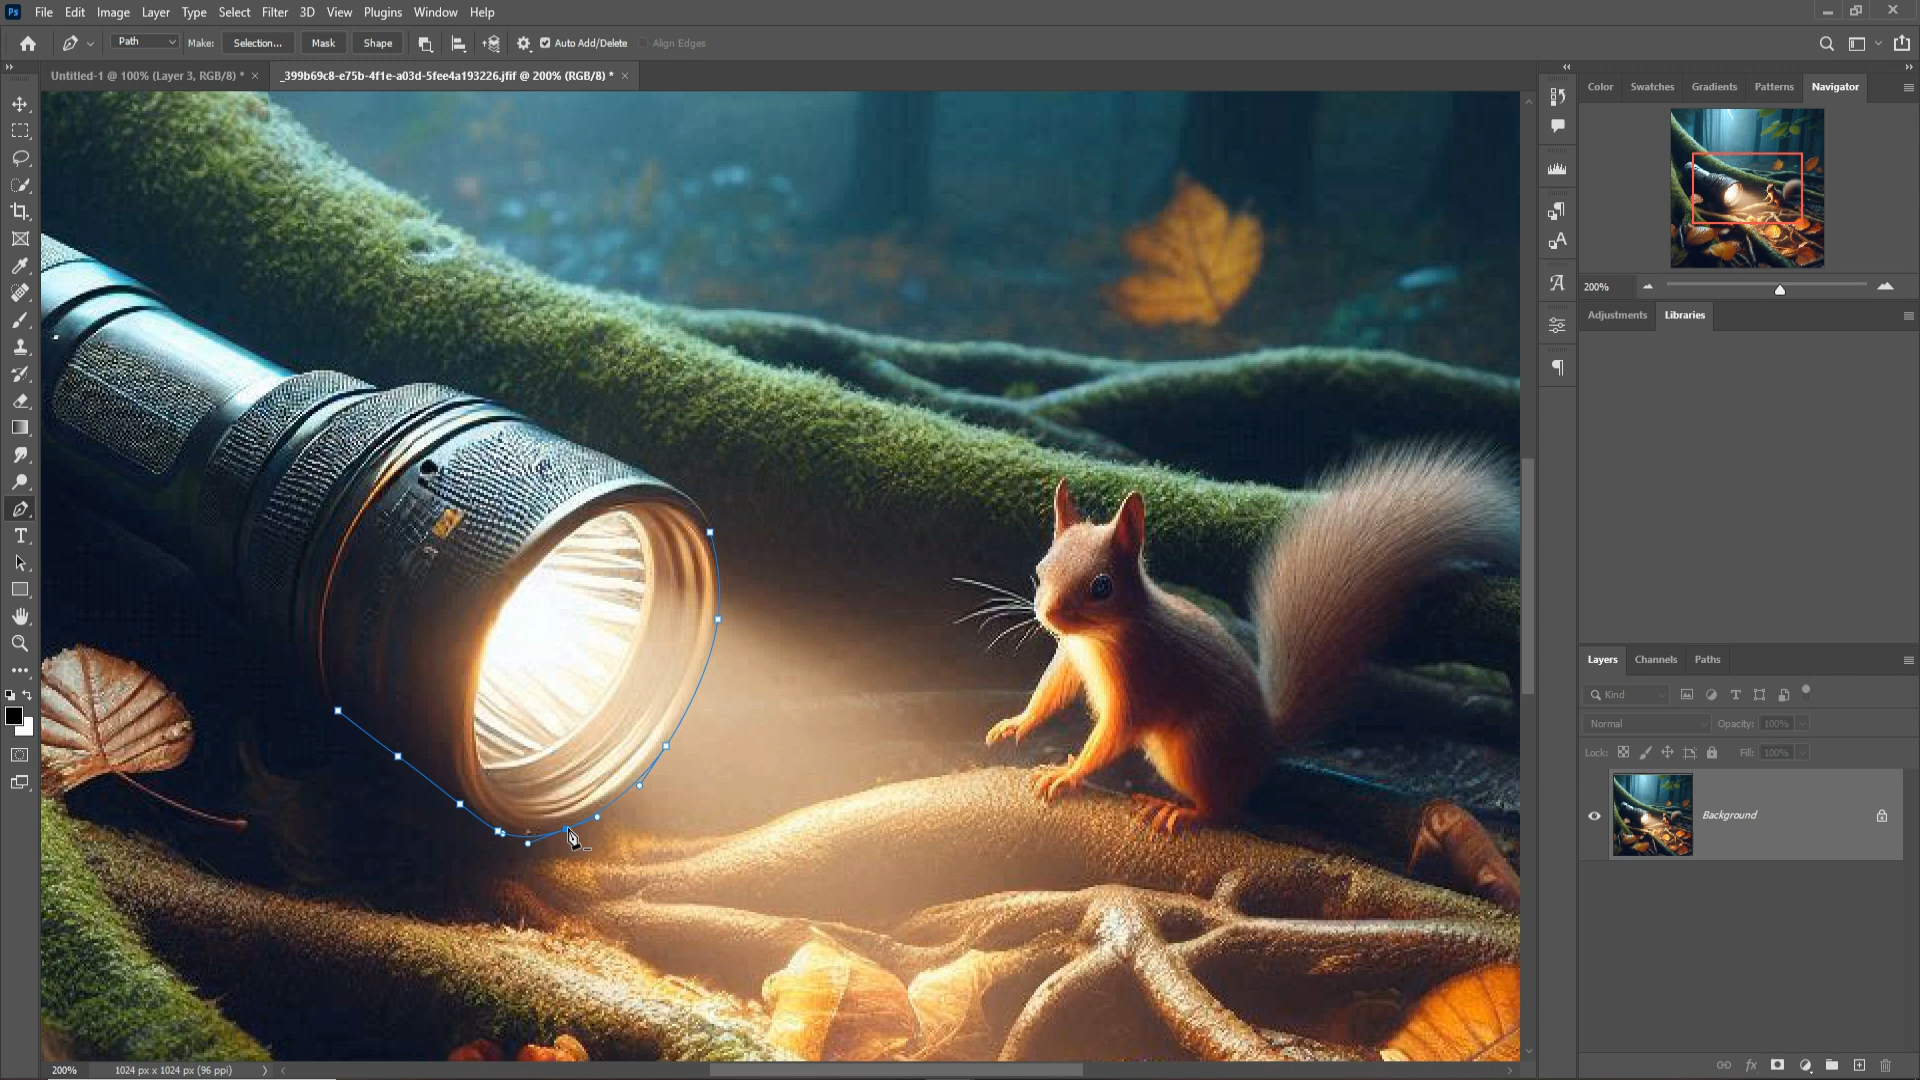 Ps File Edit Image Layer Type Select Filter 3D View Plugins Window Help
Path Make: Selection... Mask Shape Auto Add/Delete Align Edges
Untitled-1 @ 100% (Layer 3, RGB/8) * × _399b69c8-e75b-4f1e-a03d-5fee4a193226.jfif @ 200% (RGB/8) * ×
Color Swatches Gradients Patterns Navigator
200%
Adjustments Libraries
Layers Channels Paths
Kind
Normal Opacity: 100%
Lock: Fill: 100%
Background
200% 1024 px x 1024 px (96 ppi)